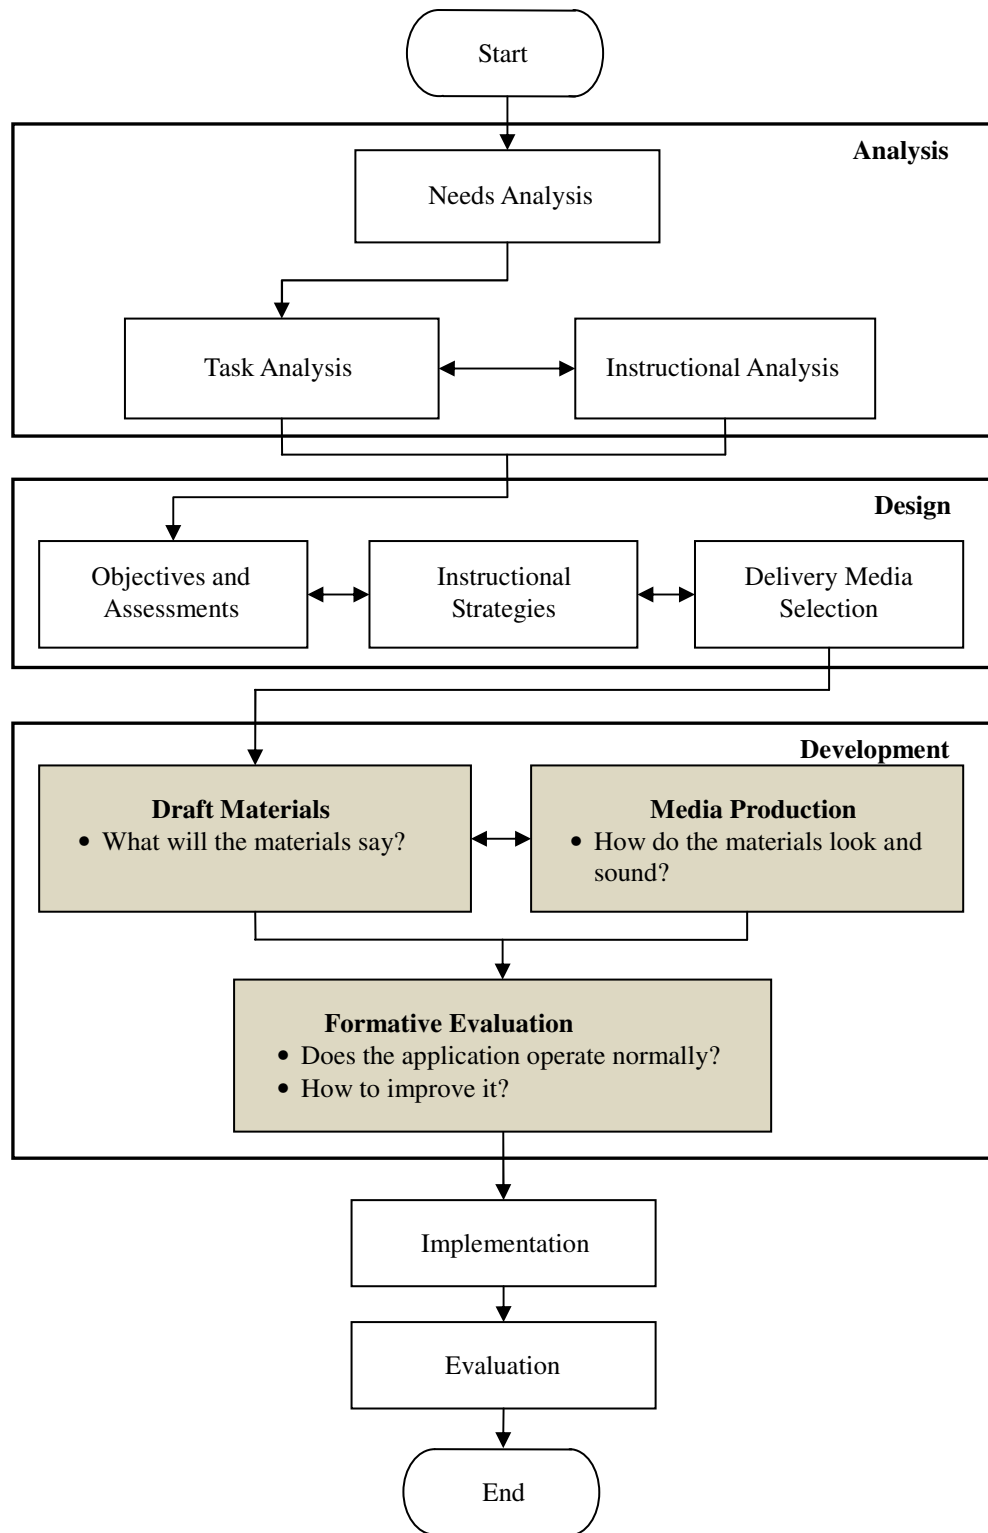 Start
Analysis
Needs Analysis
Task Analysis
Instructional Analysis
Design
Objectives and
Assessments
Instructional
Strategies
Delivery Media
Selection
Development
Draft Materials
• What will the materials say?
Media Production
• How do the materials look and
sound?
Formative Evaluation
• Does the application operate normally?
• How to improve it?
Implementation
Evaluation
End